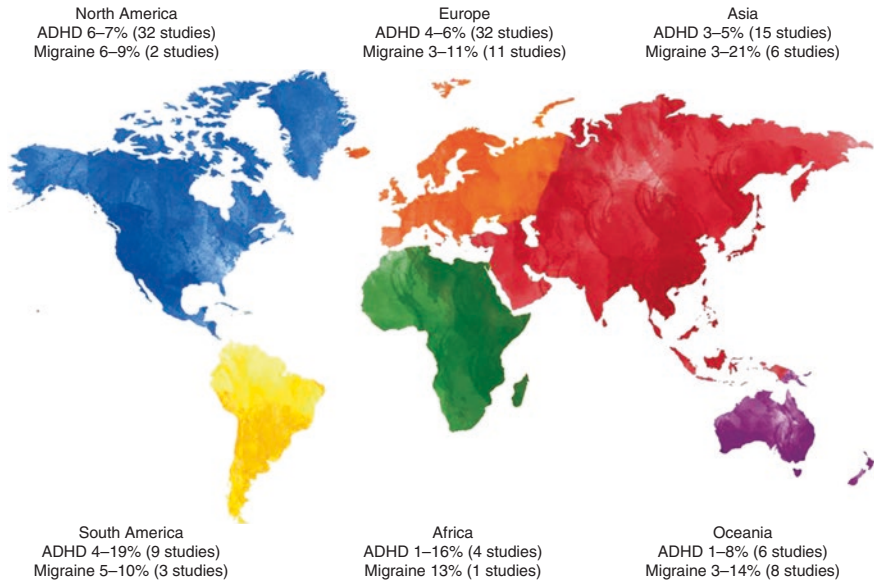 North America
ADHD 6–7% (32 studies)
Migraine 6–9% (2 studies)
Europe
ADHD 4–6% (32 studies)
Migraine 3–11% (11 studies)
Asia
ADHD 3–5% (15 studies)
Migraine 3–21% (6 studies)
South America
ADHD 4–19% (9 studies)
Migraine 5–10% (3 studies)
Africa
ADHD 1–16% (4 studies)
Migraine 13% (1 studies)
Oceania
ADHD 1–8% (6 studies)
Migraine 3–14% (8 studies)